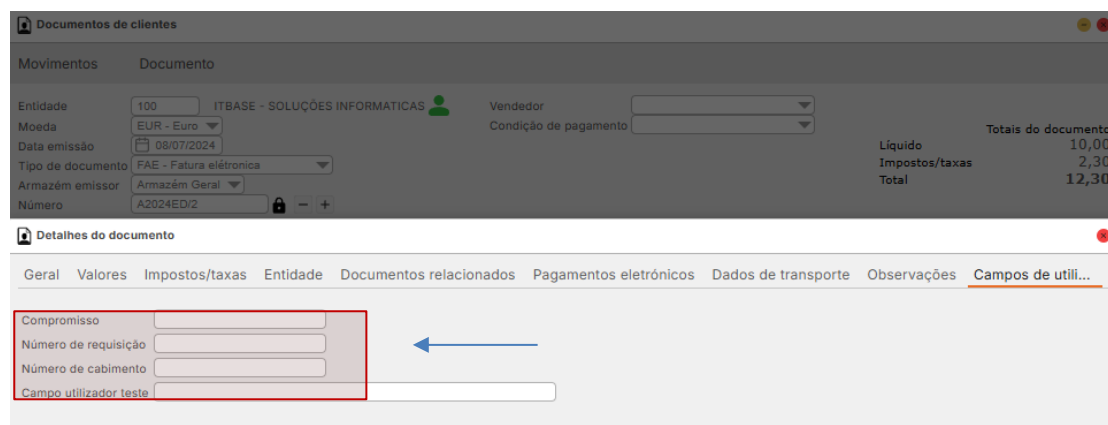 Documentos de clientes
Movimentos Documento
Entidade 100 ITBASE - SOLUÇÕES INFORMATICAS Vendedor
Moeda EUR - Euro Condição de pagamento
Totais do documento
Data emissão 08/07/2024 Líquido 10,00
Tipo de documento FAE - Fatura elétronica Impostos/taxas 2,30
Armazém emissor Armazém Geral Total 12,30
Número A2024ED/2
Detalhes do documento
Geral Valores Impostos/taxas Entidade Documentos relacionados Pagamentos eletrónicos Dados de transporte Observações Campos de utili...
Compromisso
Número de requisição
Número de cabimento
Campo utilizador teste